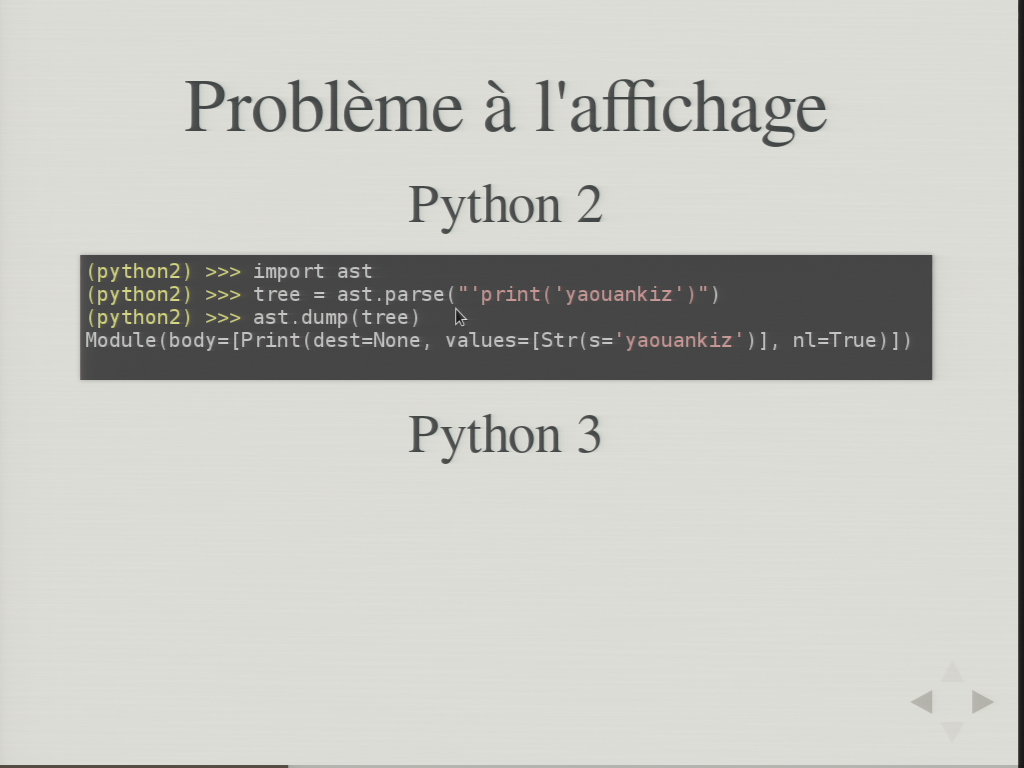 Problème à l'affichage
Python 2
(python2) >>> import ast
(python2) >>> tree = ast.parse("'print('yaouankiz')")
(python2) >>> ast.dump(tree)
Module(body=[Print(dest=None, values=[Str(s='yaouankiz')], nl=True)])
Python 3